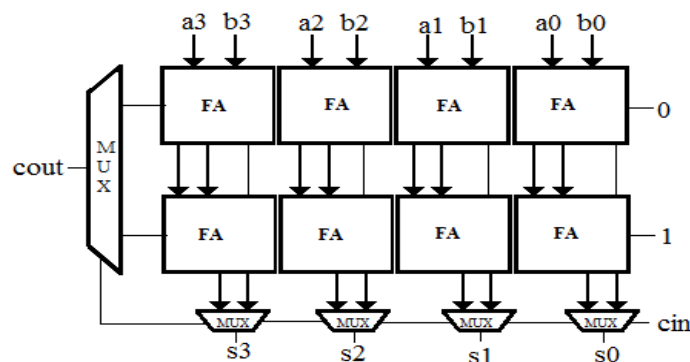 a3 b3 a2 b2 a1 b1 a0 b0
FA FA FA FA 0
cout MUX
FA FA FA FA 1
MUX MUX MUX MUX cin
s3 s2 s1 s0